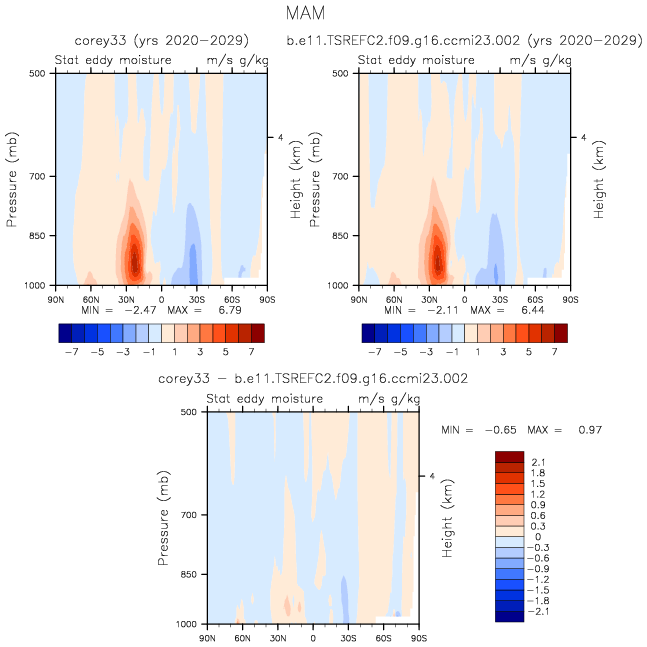 MAM
corey33 (yrs 2020−2029)
b.e11.TSREFC2.f09.g16.ccmi23.002 (yrs 2020−2029)
Stat eddy moisture m/s g/kg
Stat eddy moisture m/s g/kg
500
700
850
1000
Pressure (mb)
4
Height (km)
90N 60N 30N 0 30S 60S 90S
500
700
850
1000
Pressure (mb)
4
Height (km)
90N 60N 30N 0 30S 60S 90S
MIN = −2.47 MAX = 6.79
MIN = −2.11 MAX = 6.44
−7 −5 −3 −1 1 3 5 7
−7 −5 −3 −1 1 3 5 7
corey33 − b.e11.TSREFC2.f09.g16.ccmi23.002
Stat eddy moisture m/s g/kg
500
700
850
1000
Pressure (mb)
4
Height (km)
90N 60N 30N 0 30S 60S 90S
MIN = −0.65 MAX = 0.97
2.1
1.8
1.5
1.2
0.9
0.6
0.3
0
−0.3
−0.6
−0.9
−1.2
−1.5
−1.8
−2.1